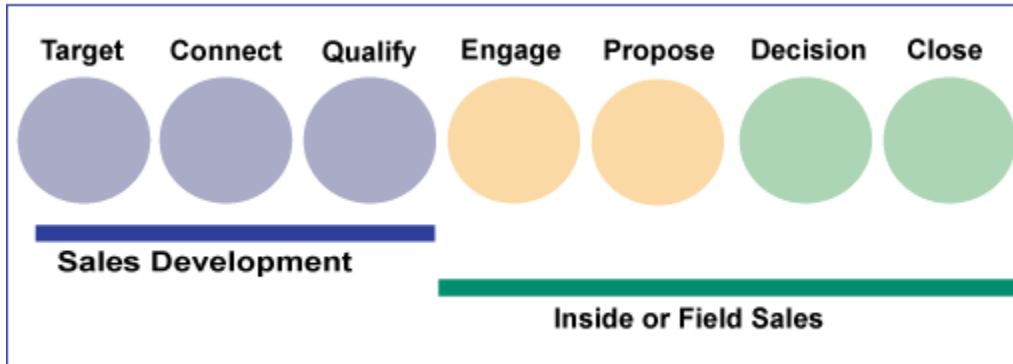 Target Connect Qualify Engage Propose Decision Close
Sales Development
Inside or Field Sales